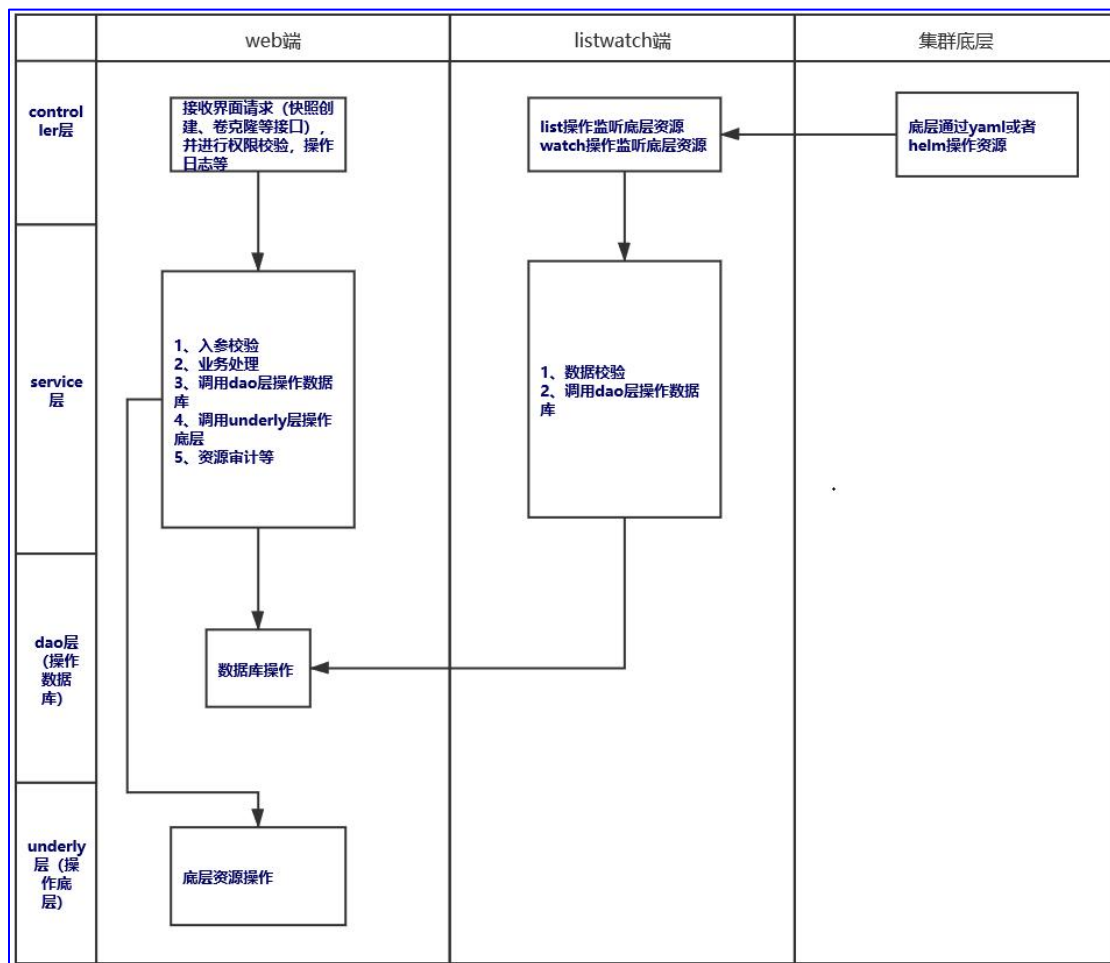 web端
listwatch端
集群底层
control
ler层
接收界面请求（快照创
建、卷克隆等接口），
并进行权限校验，操作
日志等
list操作监听底层资源
watch操作监听底层资源
底层通过yaml或者
helm操作资源
service
层
1、入参校验
2、业务处理
3、调用dao层操作数据
库
4、调用underly层操作
底层
5、资源审计等
1、数据校验
2、调用dao层操作数据
库
dao层
（操作
数据
库）
数据库操作
underly
层（操
作底
层）
底层资源操作